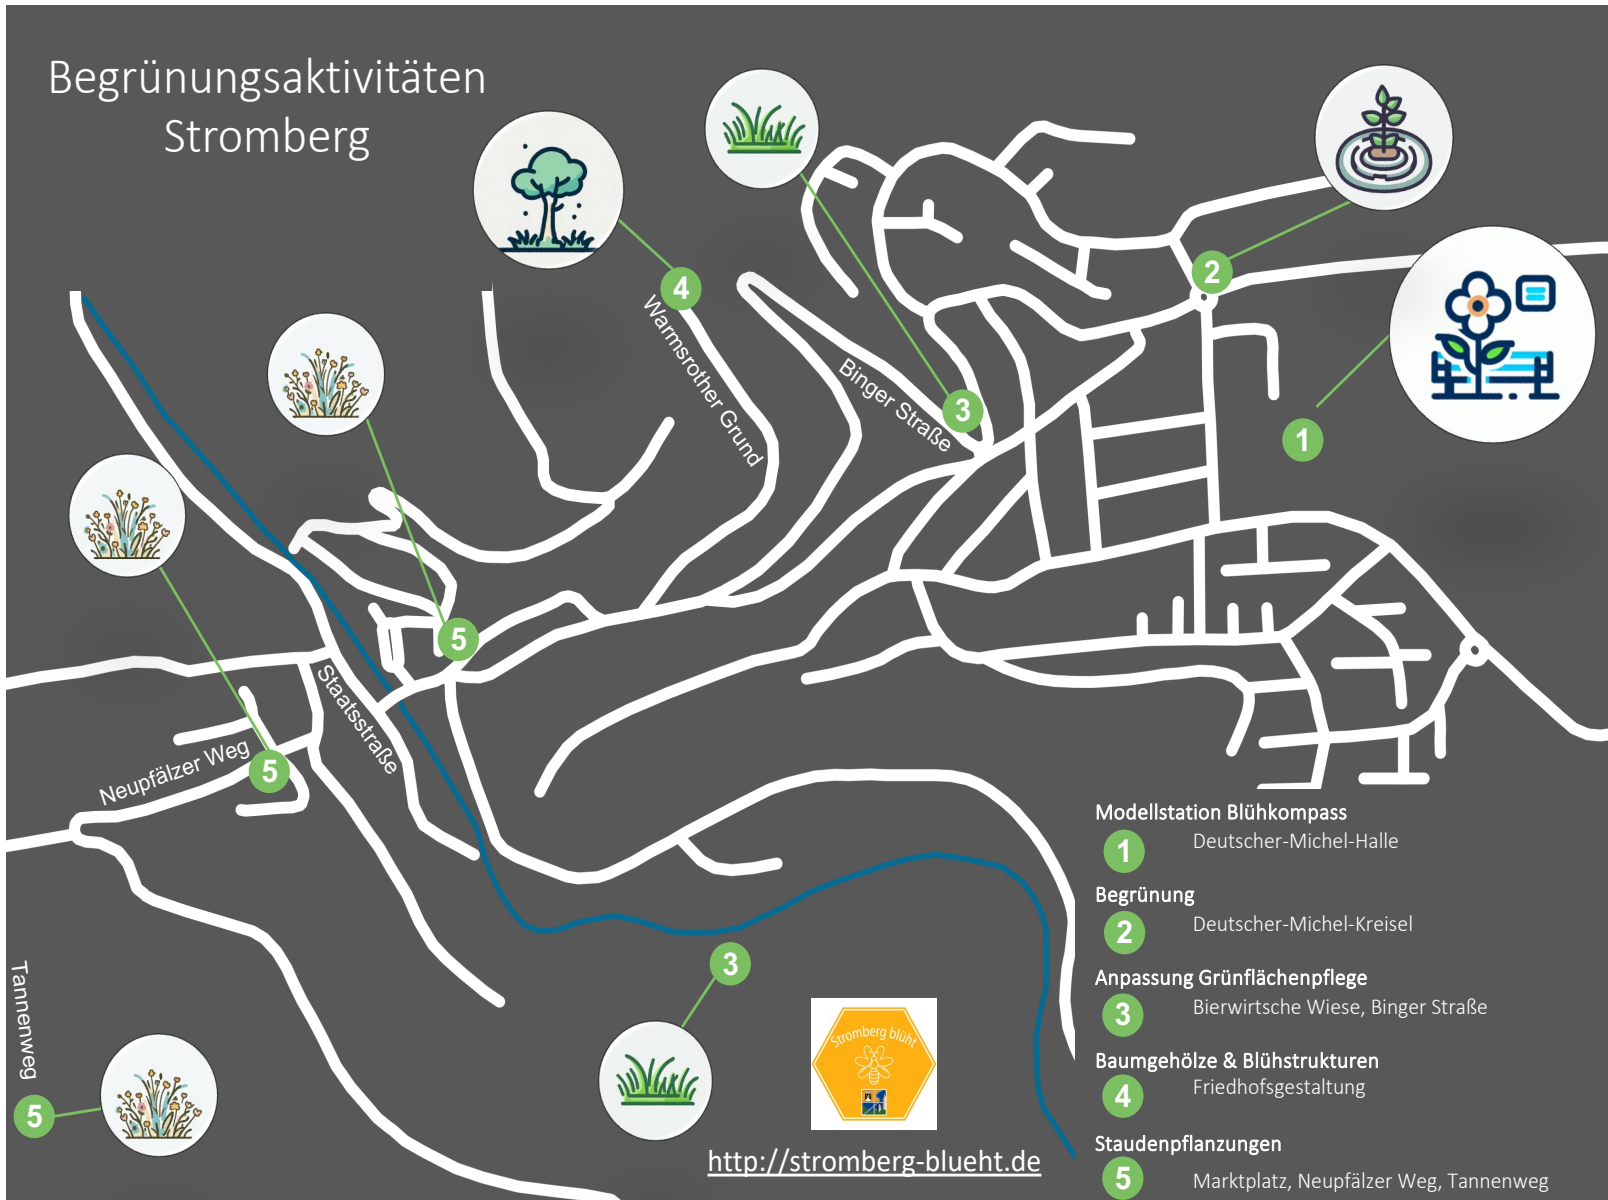 Begrünungsaktivitäten
Stromberg
4
2
Warmsrother Grund
Binger Straße
3
1
5
Staatsstraße
Neupfälzer Weg
5
Tannenweg
5
3
Stromberg blüht
http://stromberg-blueht.de
Modellstation Blühkompass
1 Deutscher-Michel-Halle
Begrünung
2 Deutscher-Michel-Kreisel
Anpassung Grünflächenpflege
3 Bierwirtsche Wiese, Binger Straße
Baumgehölze & Blühstrukturen
4 Friedhofsgestaltung
Staudenpflanzungen
5 Marktplatz, Neupfälzer Weg, Tannenweg